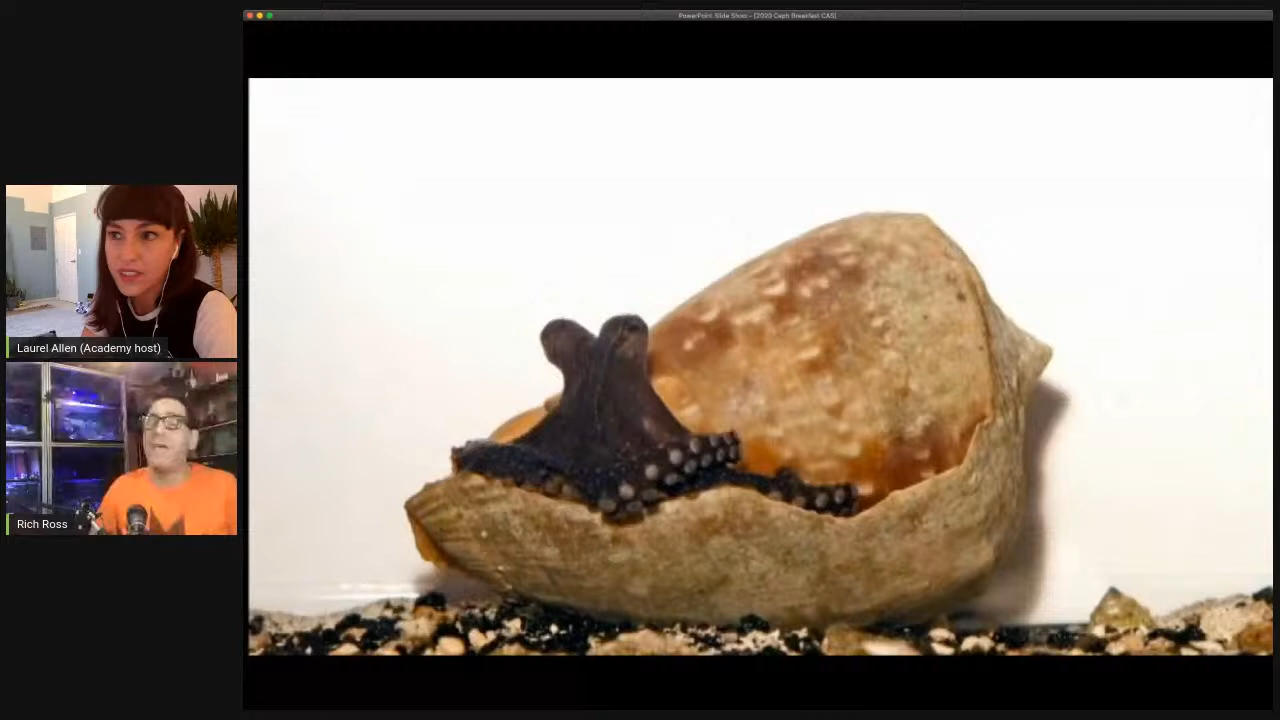 PowerPoint Slide Show - [2020 Ceph Breakfast CAS]
Laurel Allen (Academy host)
Rich Ross